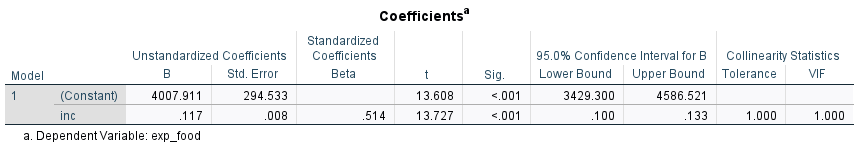 Coefficientsa
Unstandardized Coefficients Standardized Coefficients 95.0% Confidence Interval for B Collinearity Statistics
Model B Std. Error Beta t Sig. Lower Bound Upper Bound Tolerance VIF
1 (Constant) 4007.911 294.533 13.608 <.001 3429.300 4586.521
inc .117 .008 .514 13.727 <.001 .100 .133 1.000 1.000
a. Dependent Variable: exp_food